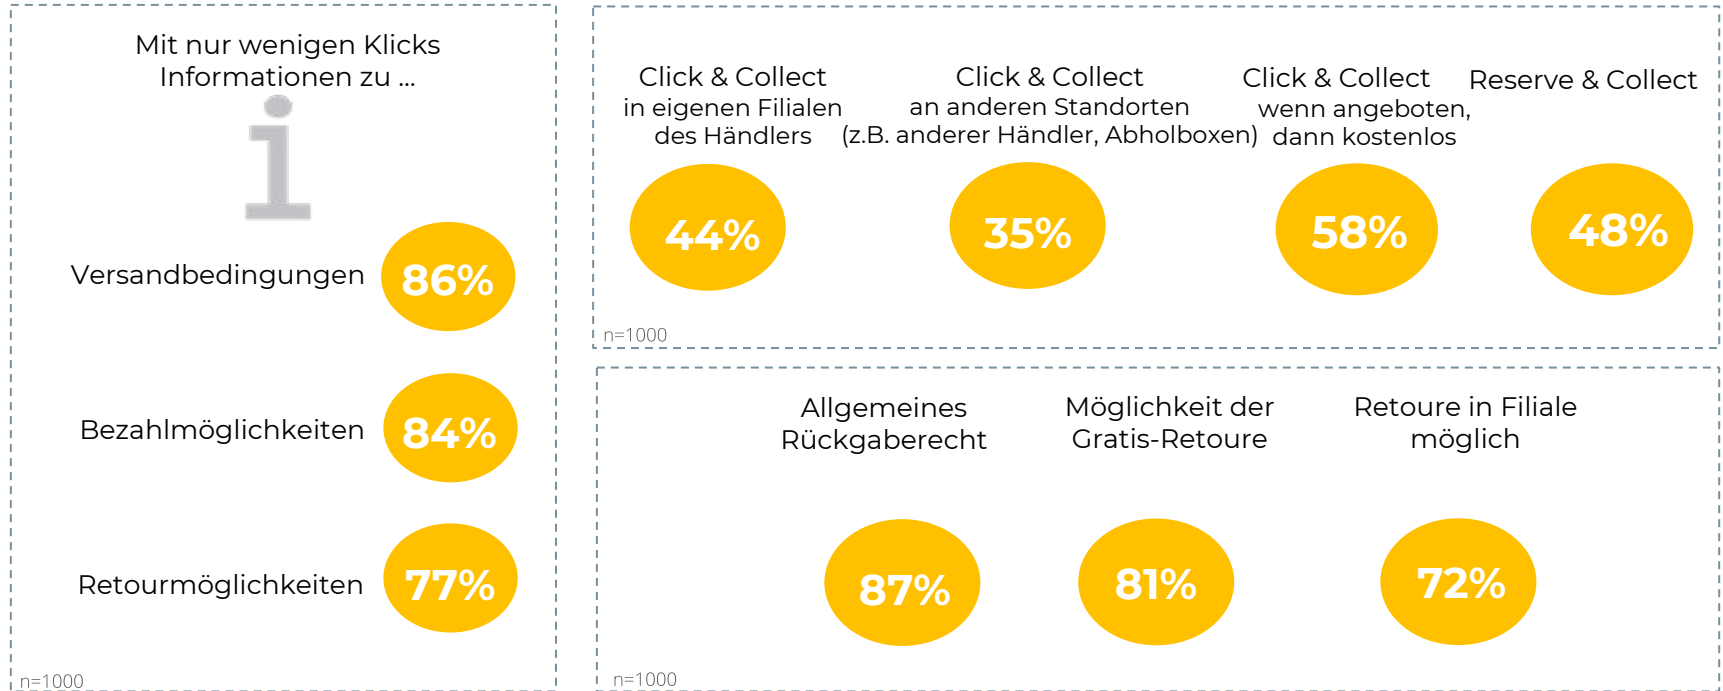 Mit nur wenigen Klicks
Informationen zu ...
i
Versandbedingungen
86%
Bezahlmöglichkeiten
84%
Retourmöglichkeiten
77%
n=1000
Click & Collect
in eigenen Filialen
des Händlers
44%
Click & Collect
an anderen Standorten
(z.B. anderer Händler, Abholboxen)
35%
Click & Collect
wenn angeboten,
dann kostenlos
58%
Reserve & Collect
48%
n=1000
Allgemeines
Rückgaberecht
87%
Möglichkeit der
Gratis-Retoure
81%
Retoure in Filiale
möglich
72%
n=1000